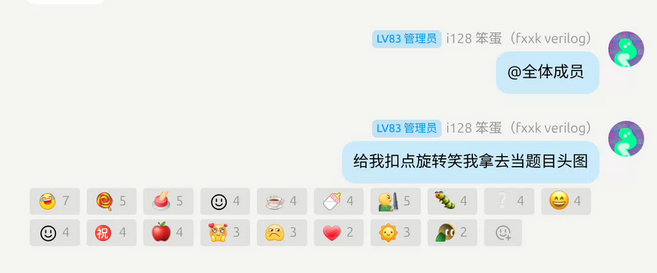 LV83 管理员 i128 笨蛋（fxxk verilog）
@全体成员
LV83 管理员 i128 笨蛋（fxxk verilog）
给我扣点旋转笑我拿去当题目头图
7 5 5 4 4 4 5 4 4 4
4 祝 4 4 3 3 2 3 2